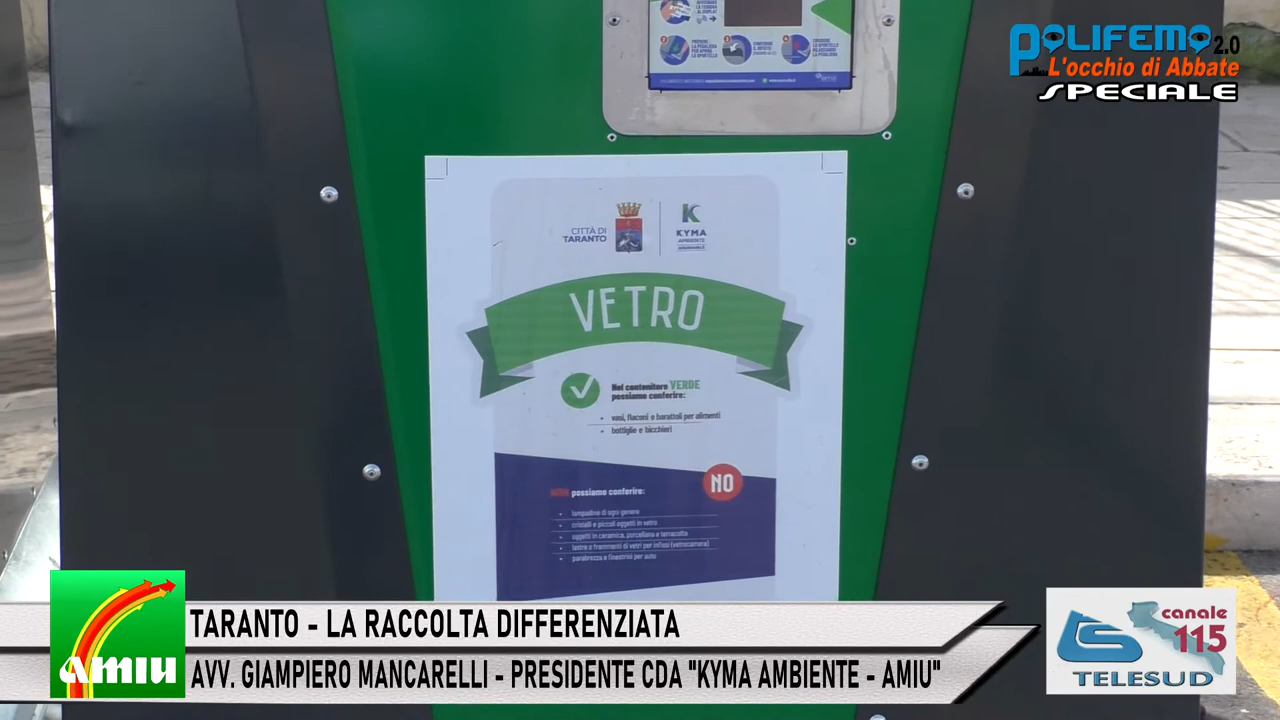 POLIFEMO 2.0
L'occhio di Abbate
SPECIALE
CITTÀ DI
TARANTO
KYMA
AMBIENTE
VETRO
Nel contenitore VERDE
possiamo conferire:
• vasi, flaconi e barattoli per alimenti
• bottiglie e bicchieri
NO
possiamo conferire:
• lampadine di ogni genere
• cristalli e piccoli oggetti in vetro
• oggetti in ceramica, porcellana e terracotta
• lastre o frammenti di vetri per infissi (vetrocamera)
• parabrezza e finestrini per auto
AMIU
TARANTO – LA RACCOLTA DIFFERENZIATA
AVV. GIAMPIERO MANCARELLI – PRESIDENTE CDA "KYMA AMBIENTE – AMIU"
canale
115
TELESUD